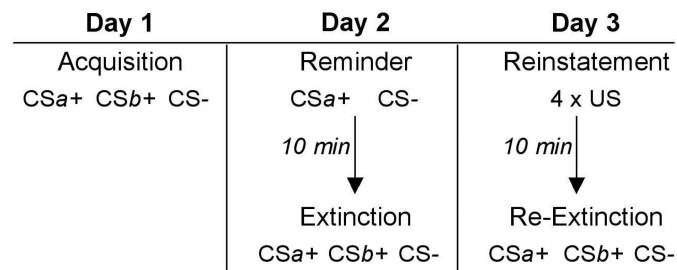 Day 1 Day 2 Day 3
Acquisition Reminder Reinstatement
CSa+ CSb+ CS- CSa+ CS- 4 x US
10 min 10 min
Extinction Re-Extinction
CSa+ CSb+ CS- CSa+ CSb+ CS-